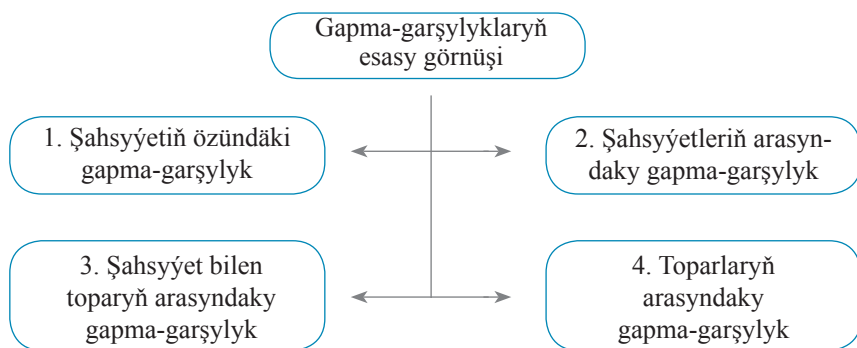 Gapma-garşylyklaryň
esasy görnüşi
1. Şahsyýetiň özündäki
gapma-garşylyk
2. Şahsyýetleriň arasyn-
daky gapma-garşylyk
3. Şahsyýet bilen
toparyň arasyndaky
gapma-garşylyk
4. Toparlaryň
arasyndaky
gapma-garşylyk